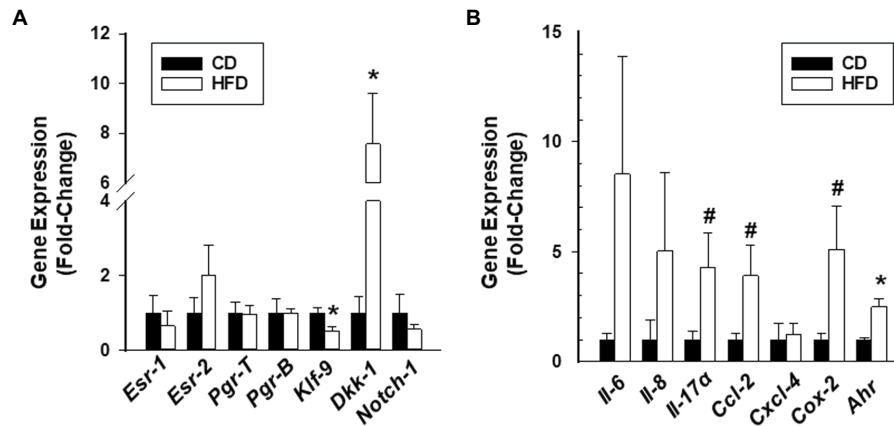 A
12
10
8
6
4
2
0
Gene Expression
(Fold-Change)
CD
HFD
*
*
Esr-1
Esr-2
Pgr-T
Pgr-B
Klf-9
Dkk-1
Notch-1
B
15
10
5
0
Gene Expression
(Fold-Change)
CD
HFD
#
#
#
*
Il-6
Il-8
Il-17α
Ccl-2
Cxcl-4
Cox-2
Ahr